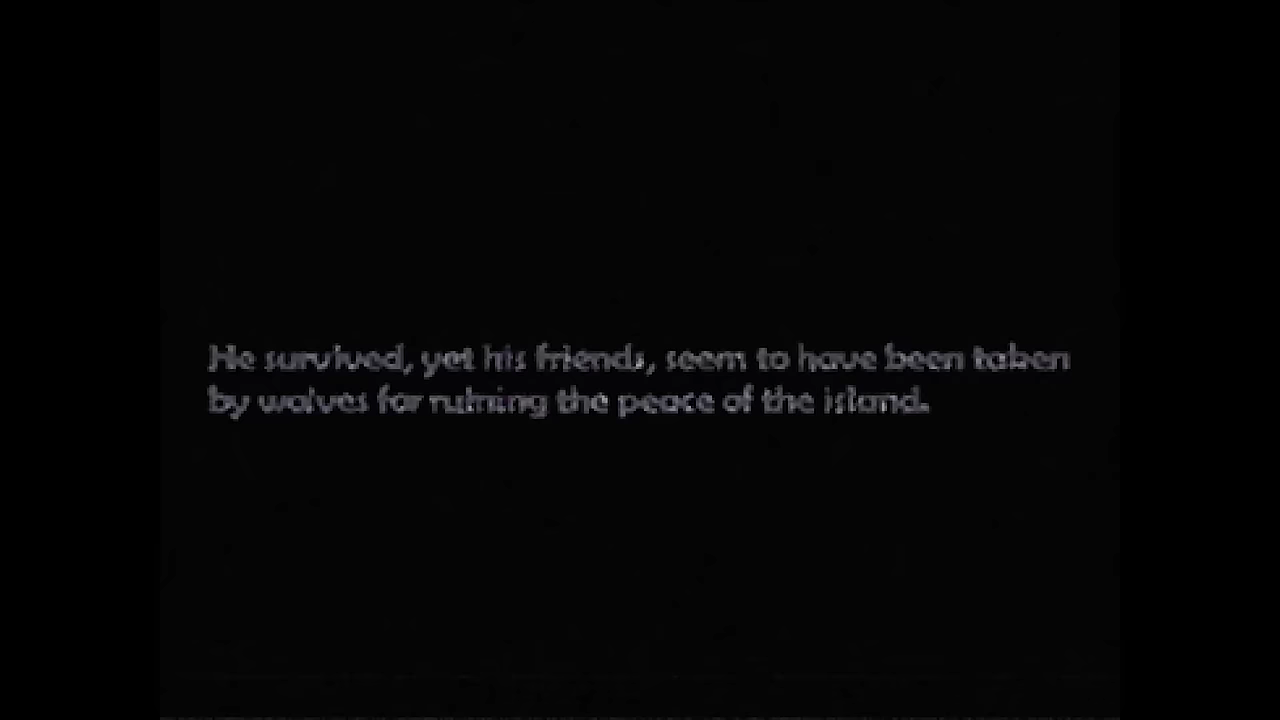 He survived, yet his friends, seem to have been taken
by wolves for ruining the peace of the island.